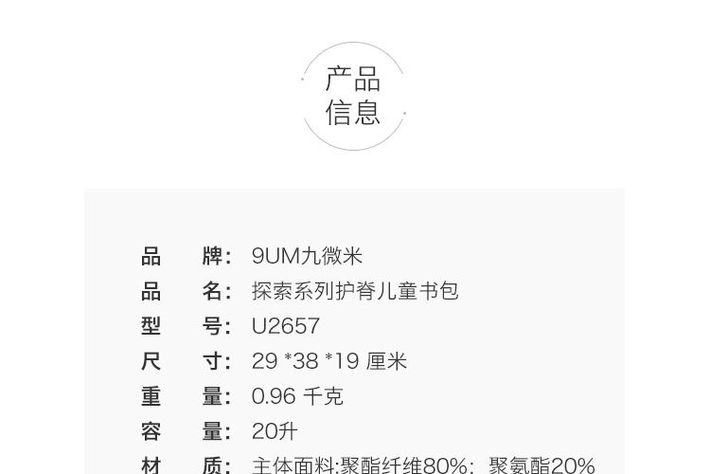 产品
信息
品 牌： 9UM九微米
品 名： 探索系列护脊儿童书包
型 号： U2657
尺 寸： 29 *38 *19 厘米
重 量： 0.96 千克
容 量： 20升
材 质： 主体面料:聚酯纤维80%；聚氨酯20%